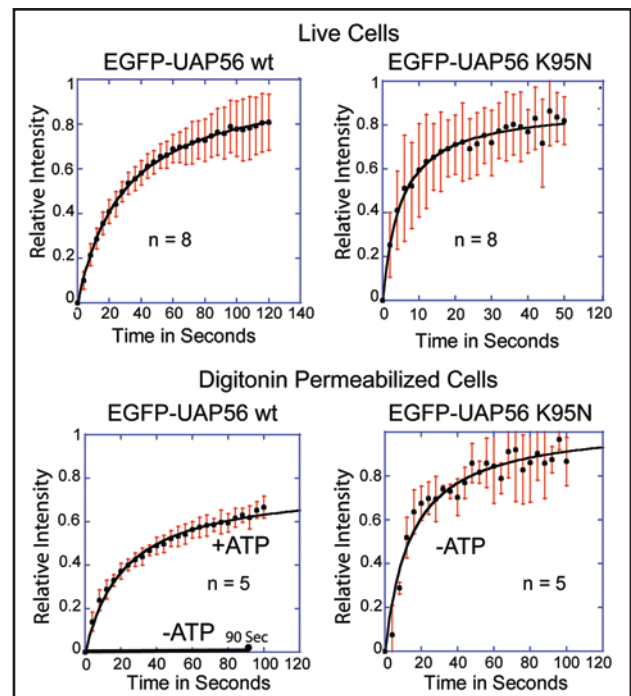 Live Cells
EGFP-UAP56 wt
EGFP-UAP56 K95N
Relative Intensity
1
0.8
0.6
0.4
0.2
0
n = 8
0 20 40 60 80 100 120 140
Time in Seconds
Relative Intensity
1
0.8
0.6
0.4
0.2
0
n = 8
0 10 20 30 40 50 120
Time in Seconds
Digitonin Permeabilized Cells
EGFP-UAP56 wt
EGFP-UAP56 K95N
Relative Intensity
1
0.8
0.6
0.4
0.2
0
+ATP
n = 5
-ATP 90 Sec
0 20 40 60 80 100 120
Time in Seconds
Relative Intensity
1
0.8
0.6
0.4
0.2
0
-ATP
n = 5
0 20 40 60 80 100 120
Time in Seconds